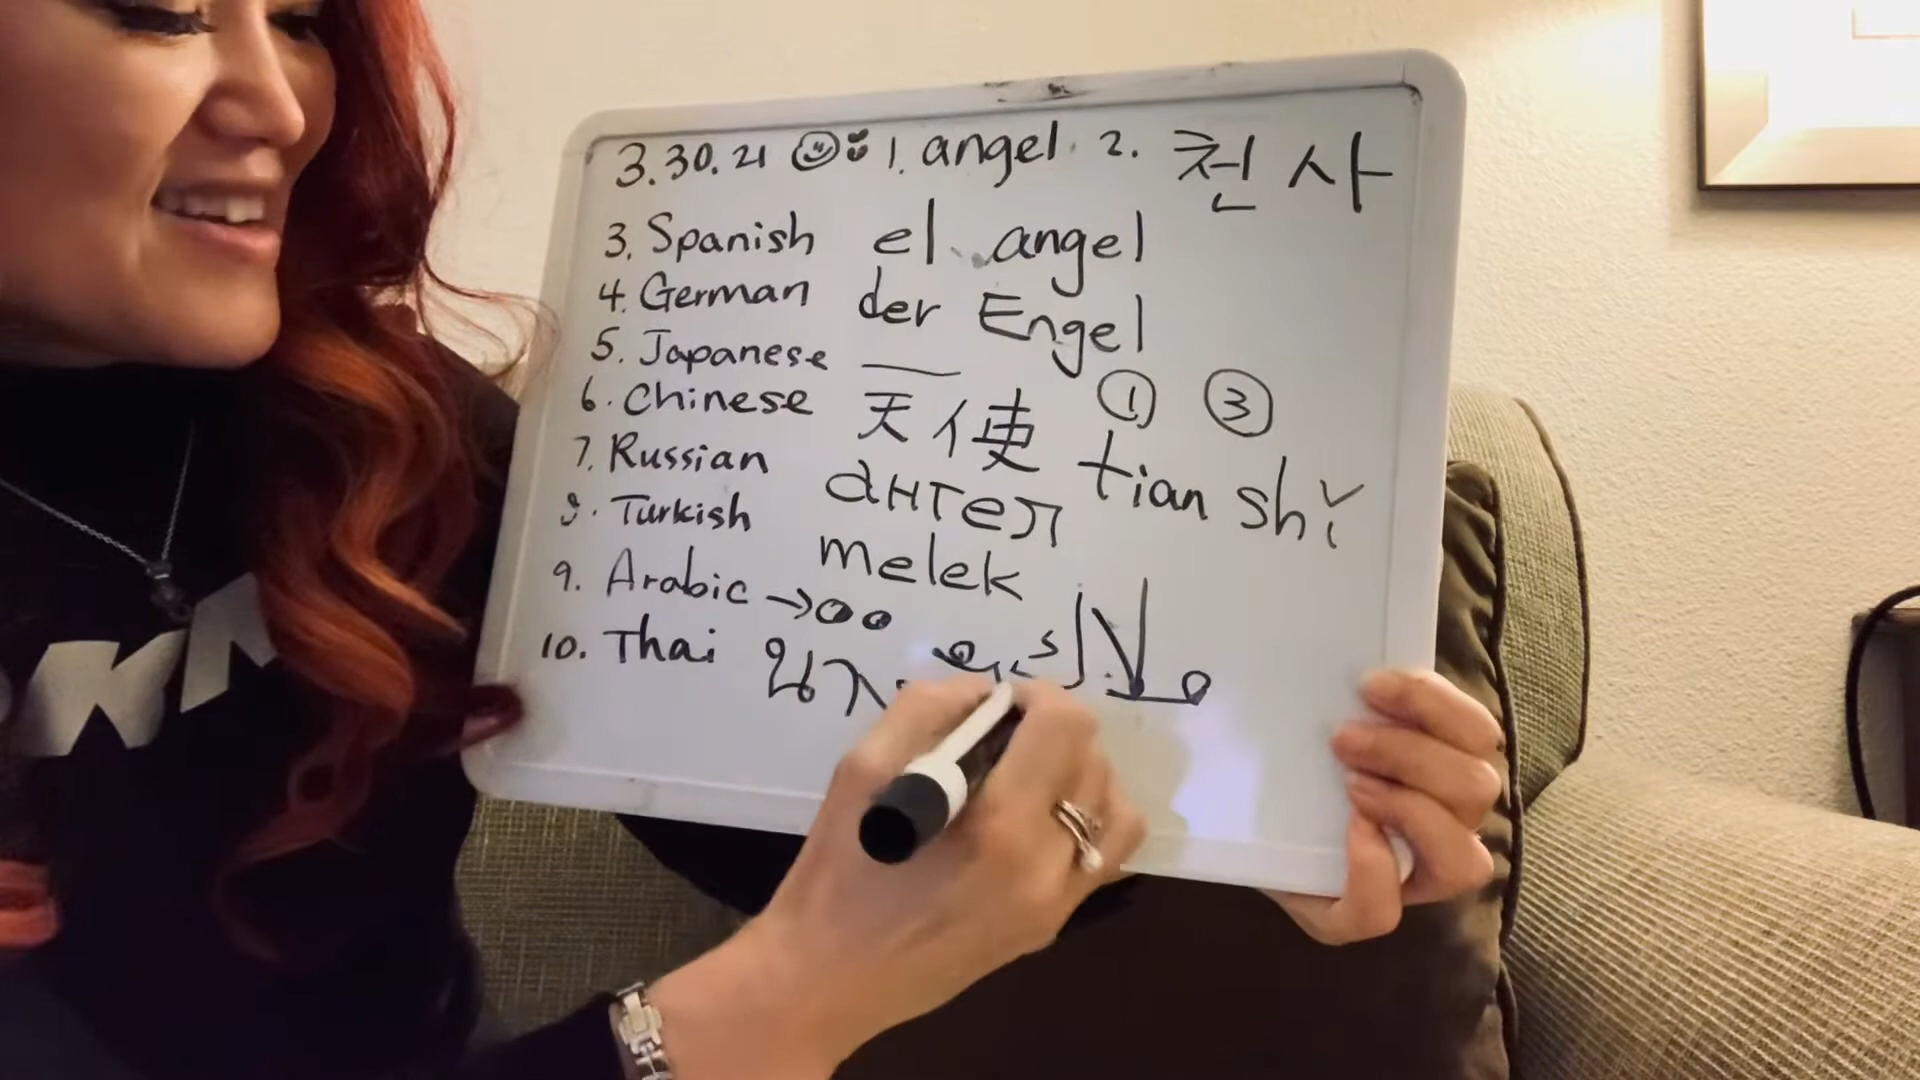 3.30.21 1. angel 2. 천사
3. Spanish el angel
4. German der Engel
5. Japanese
6. Chinese 天使 ① ③ tian shǐ
7. Russian ангел
8. Turkish melek
9. Arabic →
10. Thai